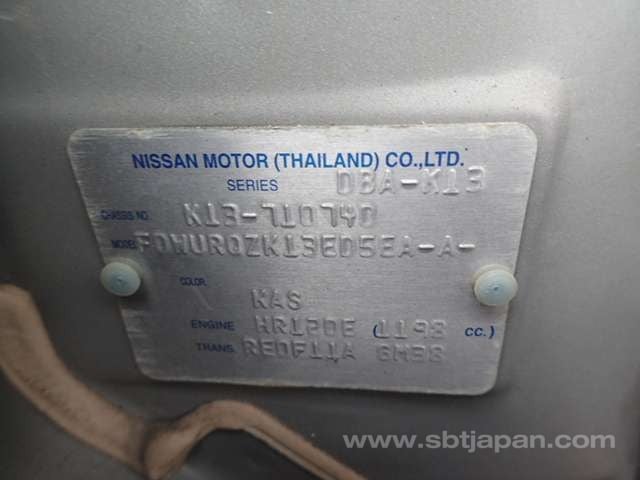 NISSAN MOTOR (THAILAND) CO.,LTD.
SERIES DBA-K13
CHASSIS NO. K13-710740
MODEL FDWURQZK13ED5EA-A-
COLOR.
KAS
ENGINE HR12DE (1198 CC.)
TRANS. RE0F11A GM38
www.sbtjapan.com